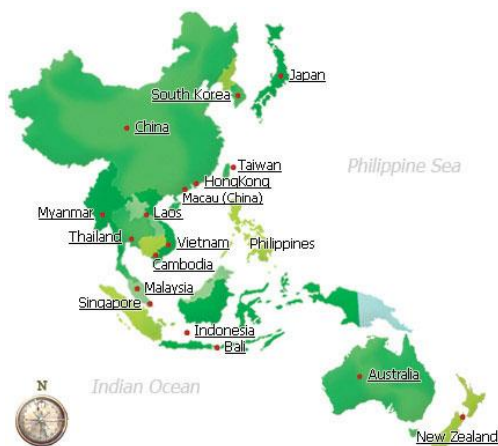 Japan
South Korea
China
Taiwan
Philippine Sea
HongKong
Macau (China)
Myanmar
Laos
Thailand
Vietnam
Philippines
Cambodia
Malaysia
Singapore
Indonesia
Bali
Australia
Indian Ocean
N
New Zealand